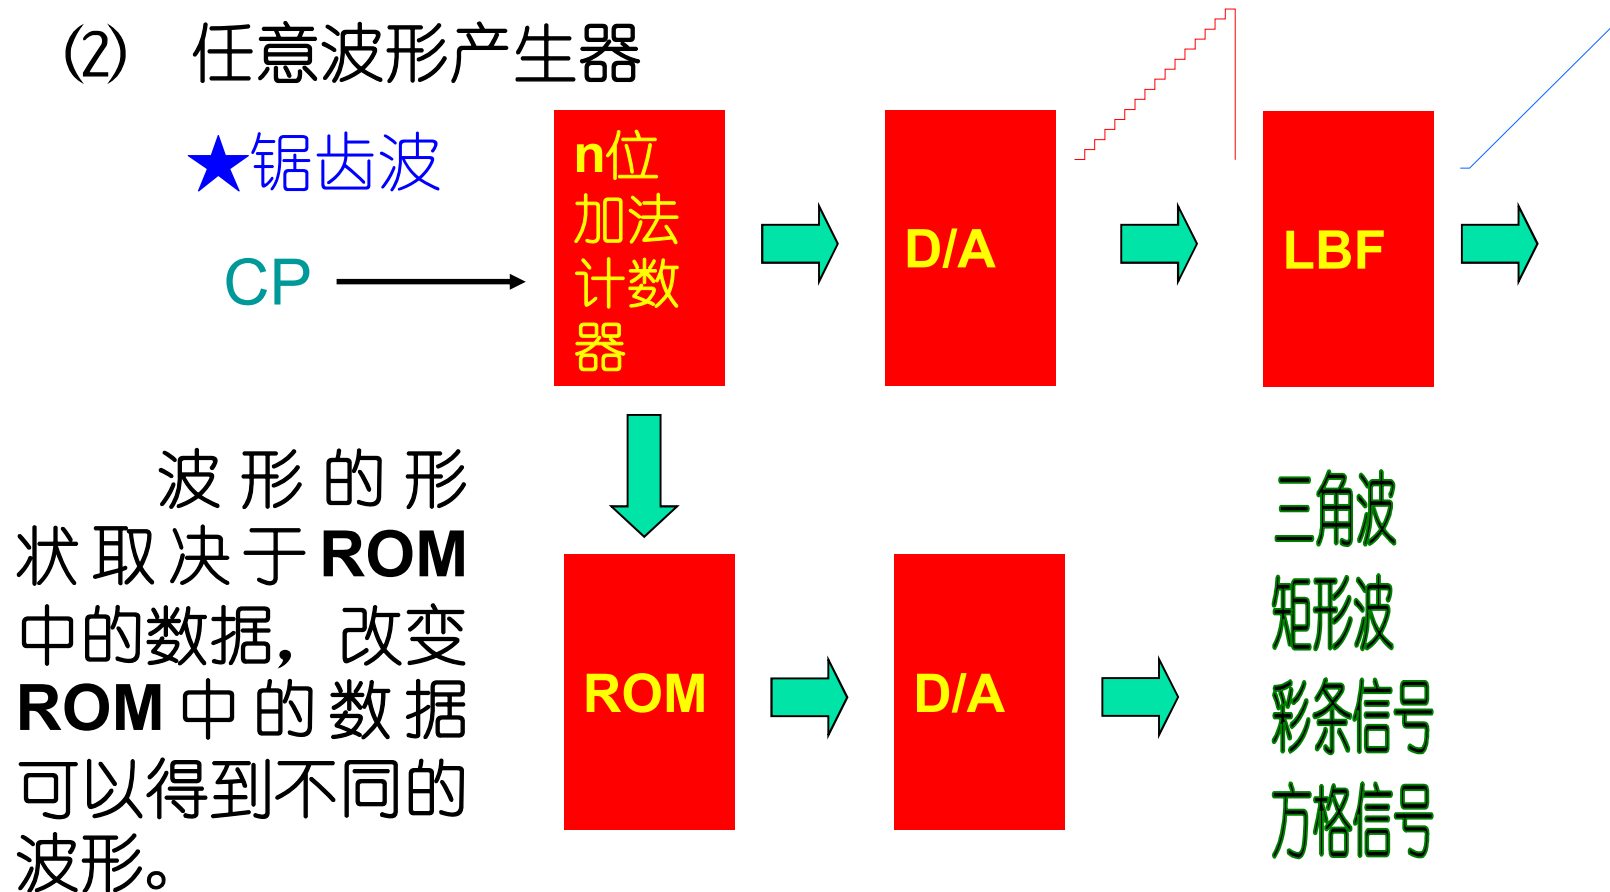 (2) 任意波形产生器
★锯齿波
CP
n位
加法
计数
器
D/A
LBF
波形的形
状取决于ROM
中的数据，改变
ROM中的数据
可以得到不同的
波形。
ROM
D/A
三角波
矩形波
彩条信号
方格信号